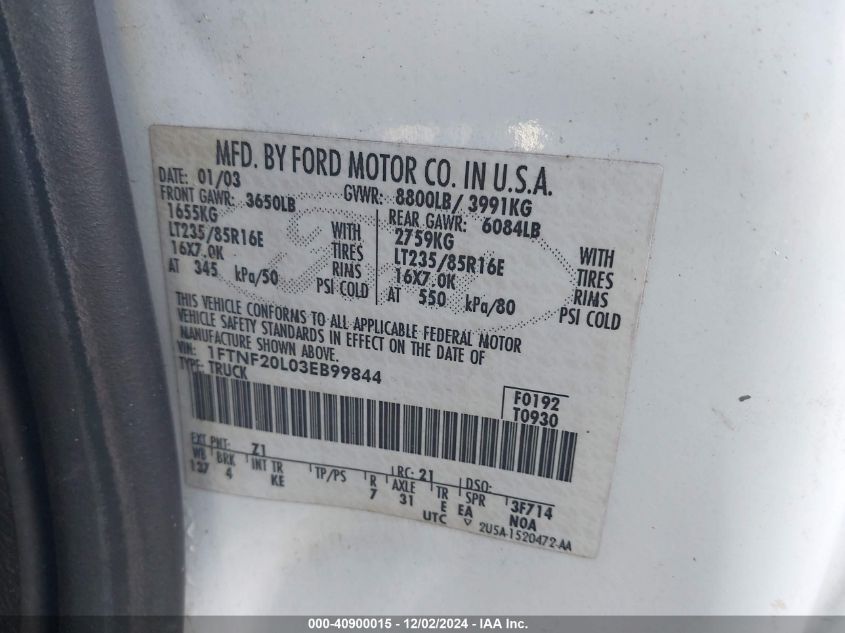 MFD. BY FORD MOTOR CO. IN U.S.A.
DATE: 01/03 GVWR: 8800LB/ 3991KG
FRONT GAWR: 3650LB REAR GAWR: 6084LB
1655KG WITH 2759KG WITH
LT235/85R16E TIRES LT235/85R16E TIRES
16X7.0K RIMS 16X7.0K RIMS
AT 345 kPa/50 PSI COLD AT 550 kPa/80 PSI COLD
THIS VEHICLE CONFORMS TO ALL APPLICABLE FEDERAL MOTOR
VEHICLE SAFETY STANDARDS IN EFFECT ON THE DATE OF
MANUFACTURE SHOWN ABOVE.
VIN: 1FTNF20L03EB99844
TYPE: TRUCK
F0192
T0930
EXT PNT: Z1 RC: 21 DSO:
WB BRK INT TR TP/PS R AXLE TR SPR 3F714
137 4 KE 7 31 E EA NOA
UTC V 2U5A-1520472-AA
000-40900015 - 12/02/2024 - © IAA Holdings, LLC.